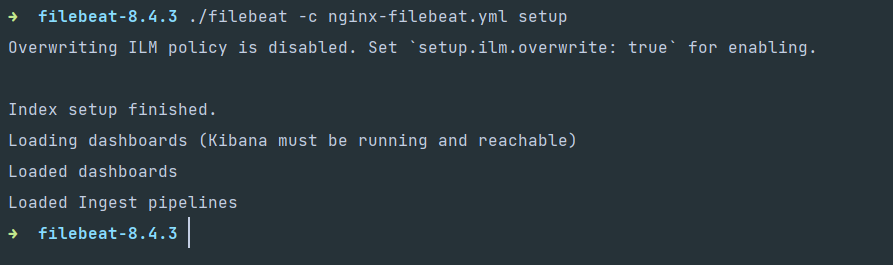 ➜ filebeat-8.4.3 ./filebeat -c nginx-filebeat.yml setup
Overwriting ILM policy is disabled. Set `setup.ilm.overwrite: true` for enabling.
Index setup finished.
Loading dashboards (Kibana must be running and reachable)
Loaded dashboards
Loaded Ingest pipelines
➜ filebeat-8.4.3